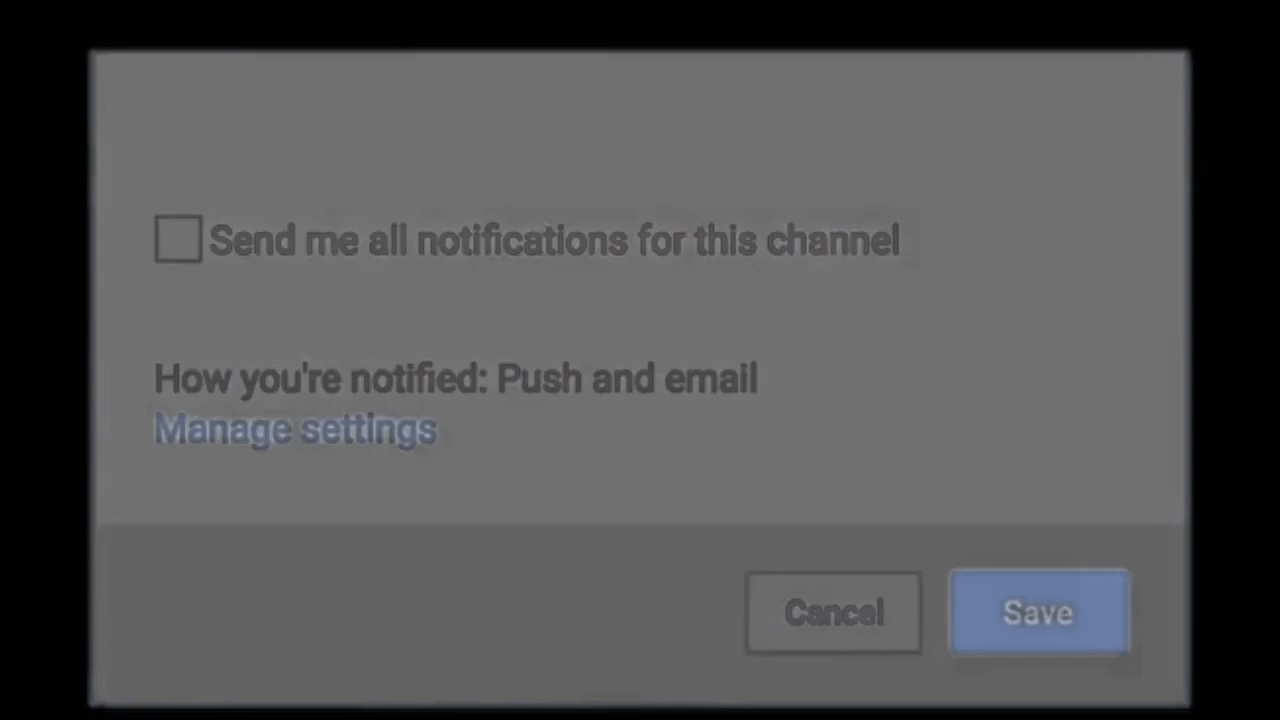 Send me all notifications for this channel
How you're notified: Push and email
Manage settings
Cancel
Save